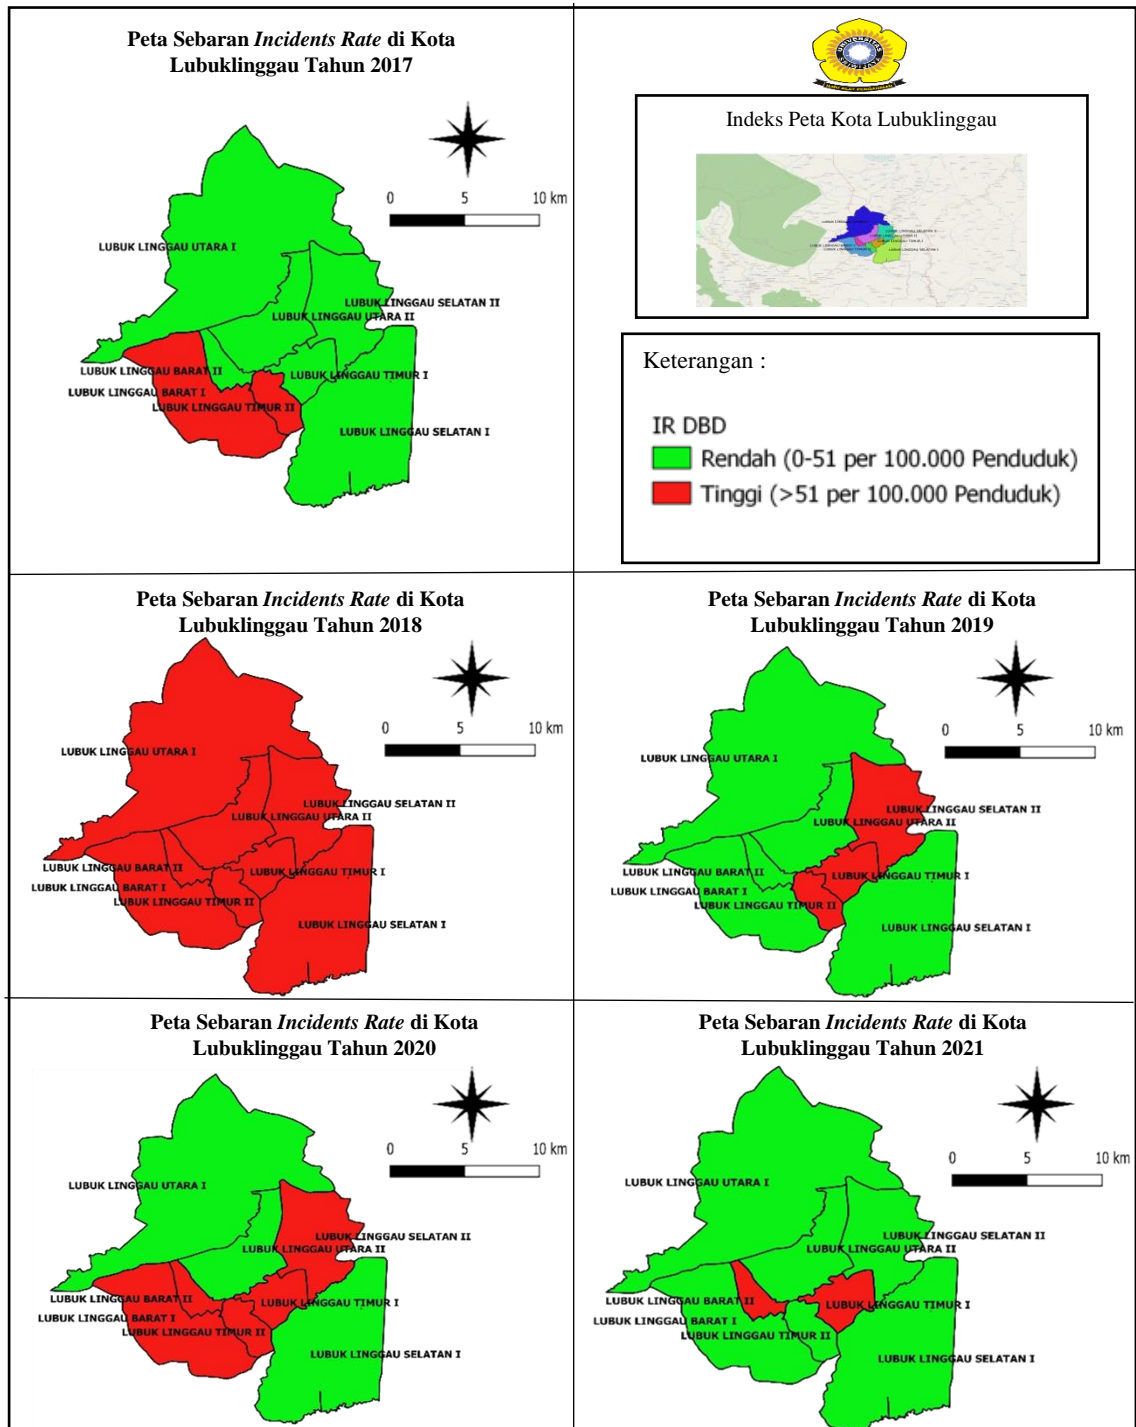 Peta Sebaran Incidents Rate di Kota
Lubuklinggau Tahun 2017
0 5 10 km
LUBUK LINGGAU UTARA I
LUBUK LINGGAU SELATAN II
LUBUK LINGGAU UTARA II
LUBUK LINGGAU BARAT II
LUBUK LINGGAU TIMUR I
LUBUK LINGGAU BARAT I
LUBUK LINGGAU TIMUR II
LUBUK LINGGAU SELATAN I
UNIVERSITAS
Indeks Peta Kota Lubuklinggau
Keterangan :
IR DBD
Rendah (0-51 per 100.000 Penduduk)
Tinggi (>51 per 100.000 Penduduk)
Peta Sebaran Incidents Rate di Kota
Lubuklinggau Tahun 2018
0 5 10 km
LUBUK LINGGAU UTARA I
LUBUK LINGGAU SELATAN II
LUBUK LINGGAU UTARA II
LUBUK LINGGAU BARAT II
LUBUK LINGGAU TIMUR I
LUBUK LINGGAU BARAT I
LUBUK LINGGAU TIMUR II
LUBUK LINGGAU SELATAN I
Peta Sebaran Incidents Rate di Kota
Lubuklinggau Tahun 2019
0 5 10 km
LUBUK LINGGAU UTARA I
LUBUK LINGGAU SELATAN II
LUBUK LINGGAU UTARA II
LUBUK LINGGAU BARAT II
LUBUK LINGGAU TIMUR I
LUBUK LINGGAU BARAT I
LUBUK LINGGAU TIMUR II
LUBUK LINGGAU SELATAN I
Peta Sebaran Incidents Rate di Kota
Lubuklinggau Tahun 2020
0 5 10 km
LUBUK LINGGAU UTARA I
LUBUK LINGGAU SELATAN II
LUBUK LINGGAU UTARA II
LUBUK LINGGAU BARAT II
LUBUK LINGGAU TIMUR I
LUBUK LINGGAU BARAT I
LUBUK LINGGAU TIMUR II
LUBUK LINGGAU SELATAN I
Peta Sebaran Incidents Rate di Kota
Lubuklinggau Tahun 2021
0 5 10 km
LUBUK LINGGAU UTARA I
LUBUK LINGGAU SELATAN II
LUBUK LINGGAU UTARA II
LUBUK LINGGAU BARAT II
LUBUK LINGGAU TIMUR I
LUBUK LINGGAU BARAT I
LUBUK LINGGAU TIMUR II
LUBUK LINGGAU SELATAN I